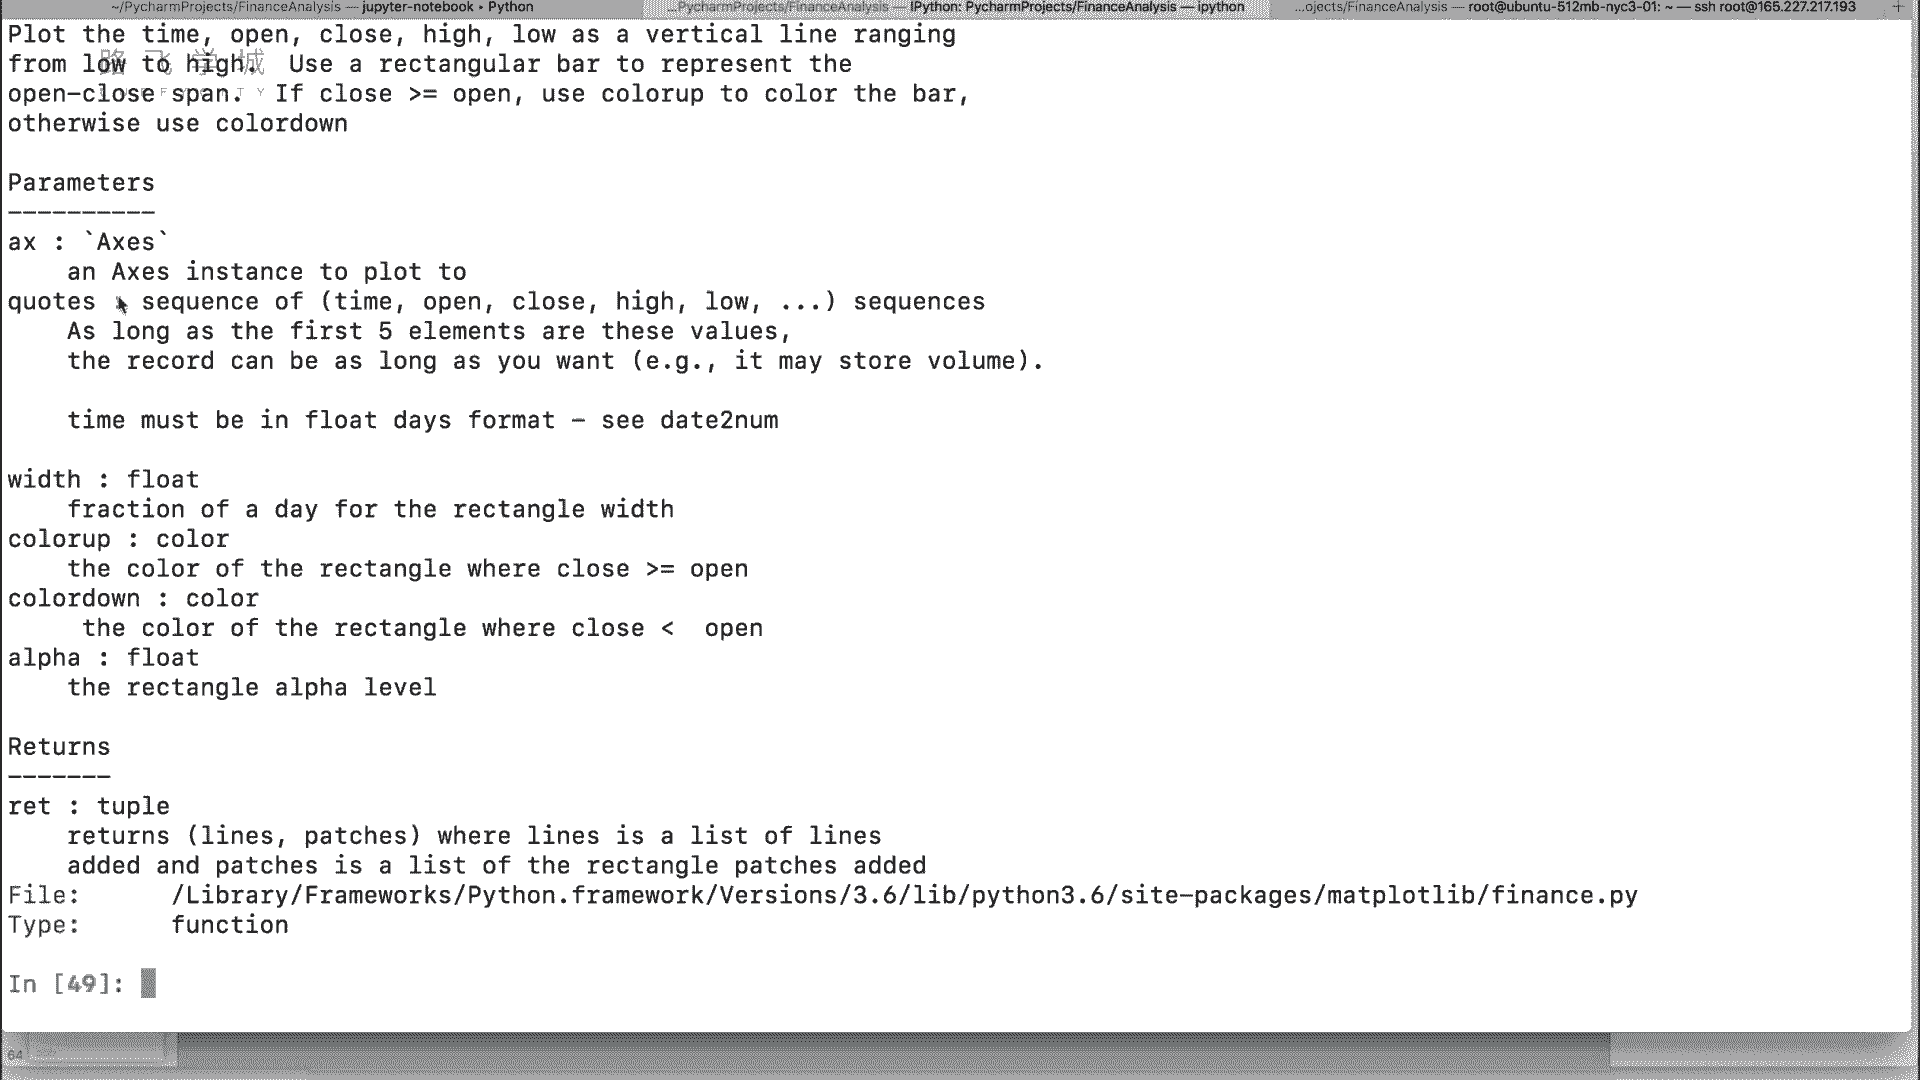 ~/PycharmProjects/FinanceAnalysis — jupyter-notebook • Python
...PycharmProjects/FinanceAnalysis — IPython: PycharmProjects/FinanceAnalysis — ipython
...ojects/FinanceAnalysis — root@ubuntu-512mb-nyc3-01: ~ — ssh root@165.227.217.193
+
路飞学城
Plot the time, open, close, high, low as a vertical line ranging
from low to high.  Use a rectangular bar to represent the
open-close span.  If close >= open, use colorup to color the bar,
otherwise use colordown
Parameters
----------
ax : `Axes`
    an Axes instance to plot to
quotes : sequence of (time, open, close, high, low, ...) sequences
    As long as the first 5 elements are these values,
    the record can be as long as you want (e.g., it may store volume).
    time must be in float days format - see date2num
width : float
    fraction of a day for the rectangle width
colorup : color
    the color of the rectangle where close >= open
colordown : color
     the color of the rectangle where close <  open
alpha : float
    the rectangle alpha level
Returns
-------
ret : tuple
    returns (lines, patches) where lines is a list of lines
    added and patches is a list of the rectangle patches added
File:      /Library/Frameworks/Python.framework/Versions/3.6/lib/python3.6/site-packages/matplotlib/finance.py
Type:      function
In [49]:
64